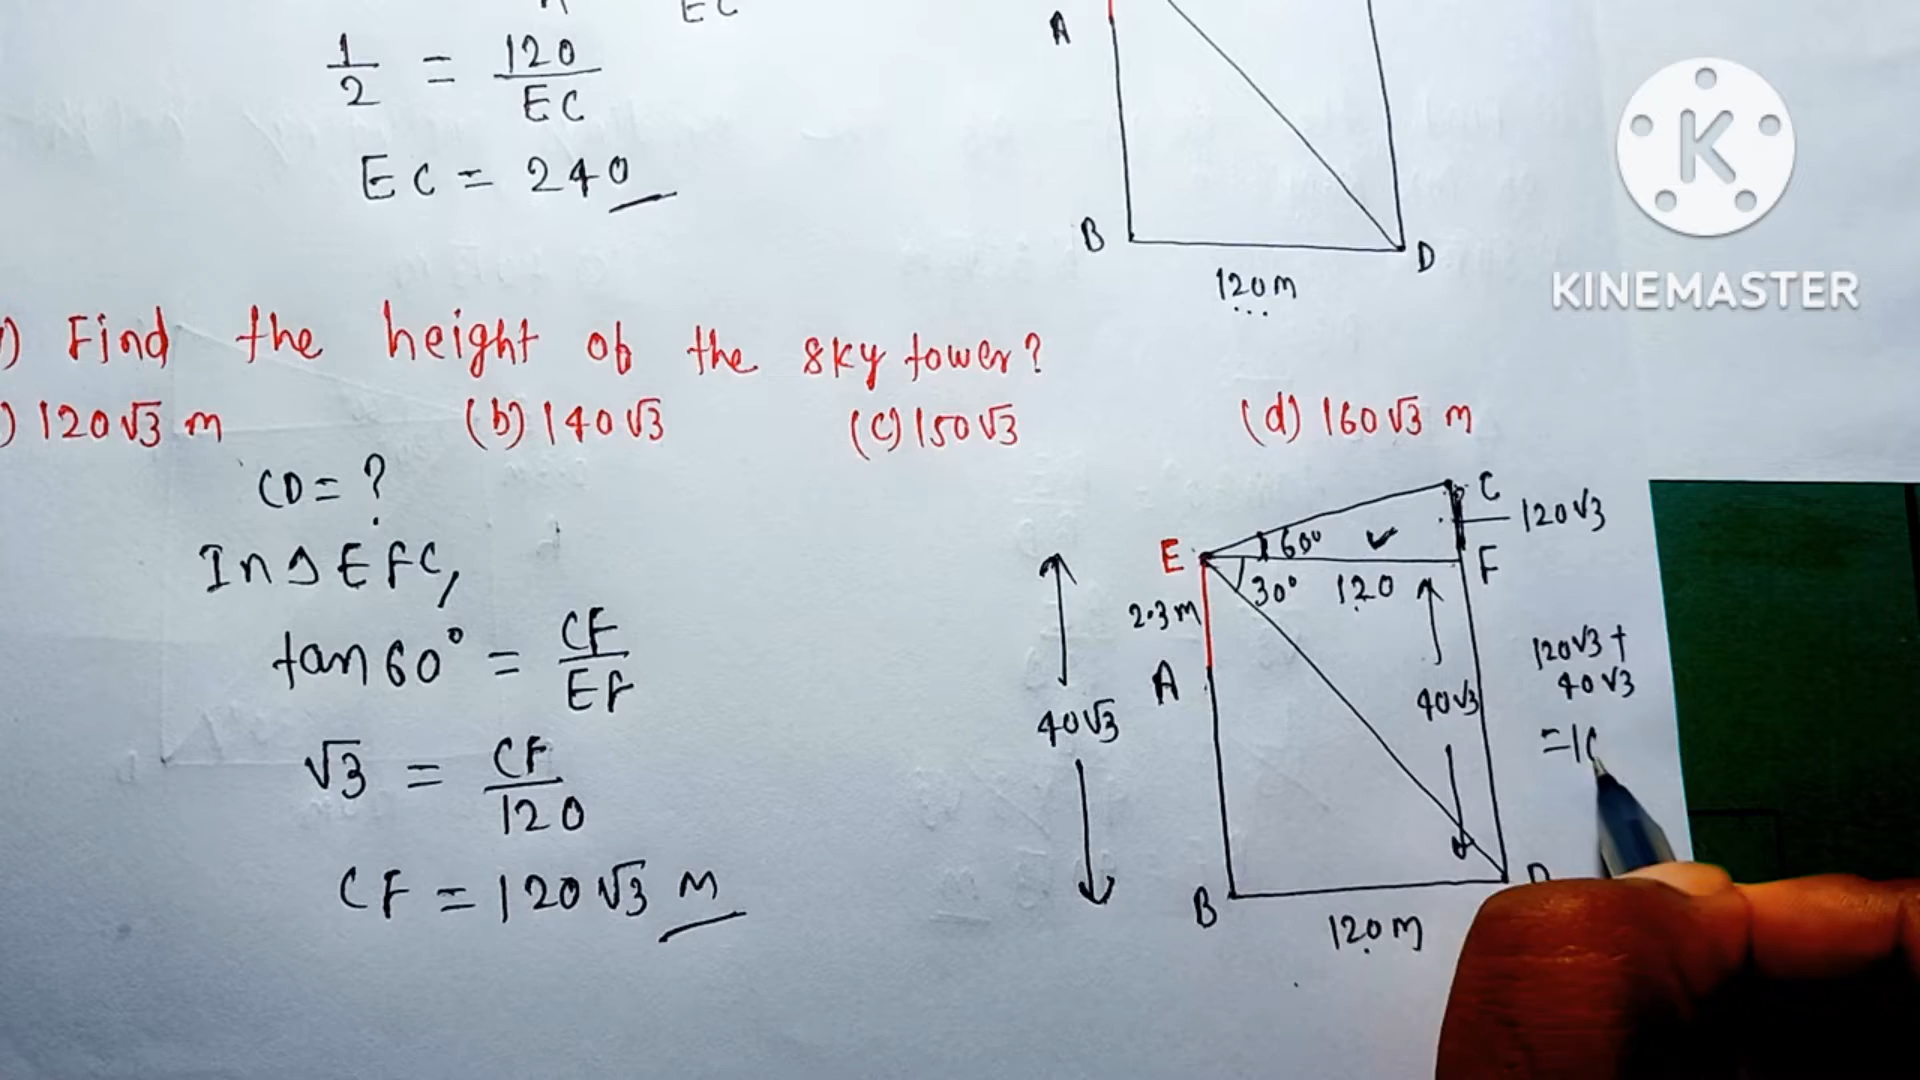 EC
1/2 = 120/EC
EC = 240
A
B
D
120m
KINEMASTER
) Find the height of the sky tower?
) 120√3 m (b) 140√3 (c) 150√3 (d) 160√3 m
CD = ?
In △ EFC,
tan 60° = CF/EF
√3 = CF/120
CF = 120√3 m
C
120√3
E
60°
F
30°
120
2.3 m
A
40√3
40√3
120√3 +
40√3
B
120 m